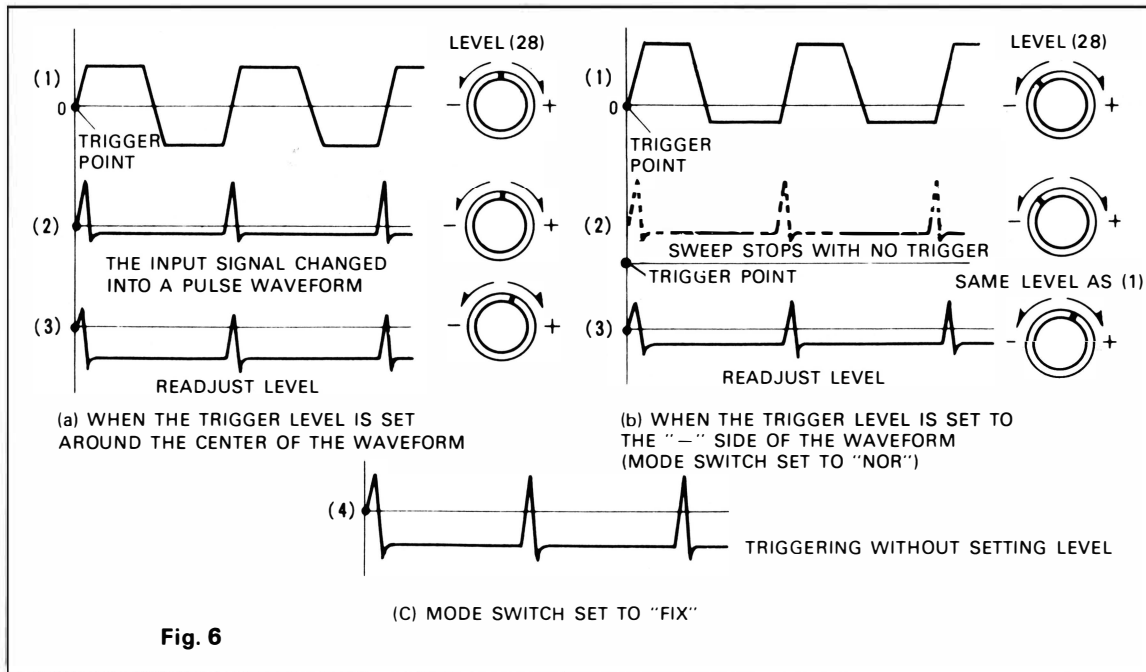 LEVEL (28)
(1)
0
− +
TRIGGER
POINT
(2)
− +
THE INPUT SIGNAL CHANGED
INTO A PULSE WAVEFORM
(3)
− +
READJUST LEVEL
(a) WHEN THE TRIGGER LEVEL IS SET
AROUND THE CENTER OF THE WAVEFORM
LEVEL (28)
(1)
0
− +
TRIGGER
POINT
(2)
− +
SWEEP STOPS WITH NO TRIGGER
TRIGGER POINT
SAME LEVEL AS (1)
(3)
− +
READJUST LEVEL
(b) WHEN THE TRIGGER LEVEL IS SET TO
THE "−" SIDE OF THE WAVEFORM
(MODE SWITCH SET TO "NOR")
(4)
TRIGGERING WITHOUT SETTING LEVEL
(C) MODE SWITCH SET TO "FIX"
Fig. 6